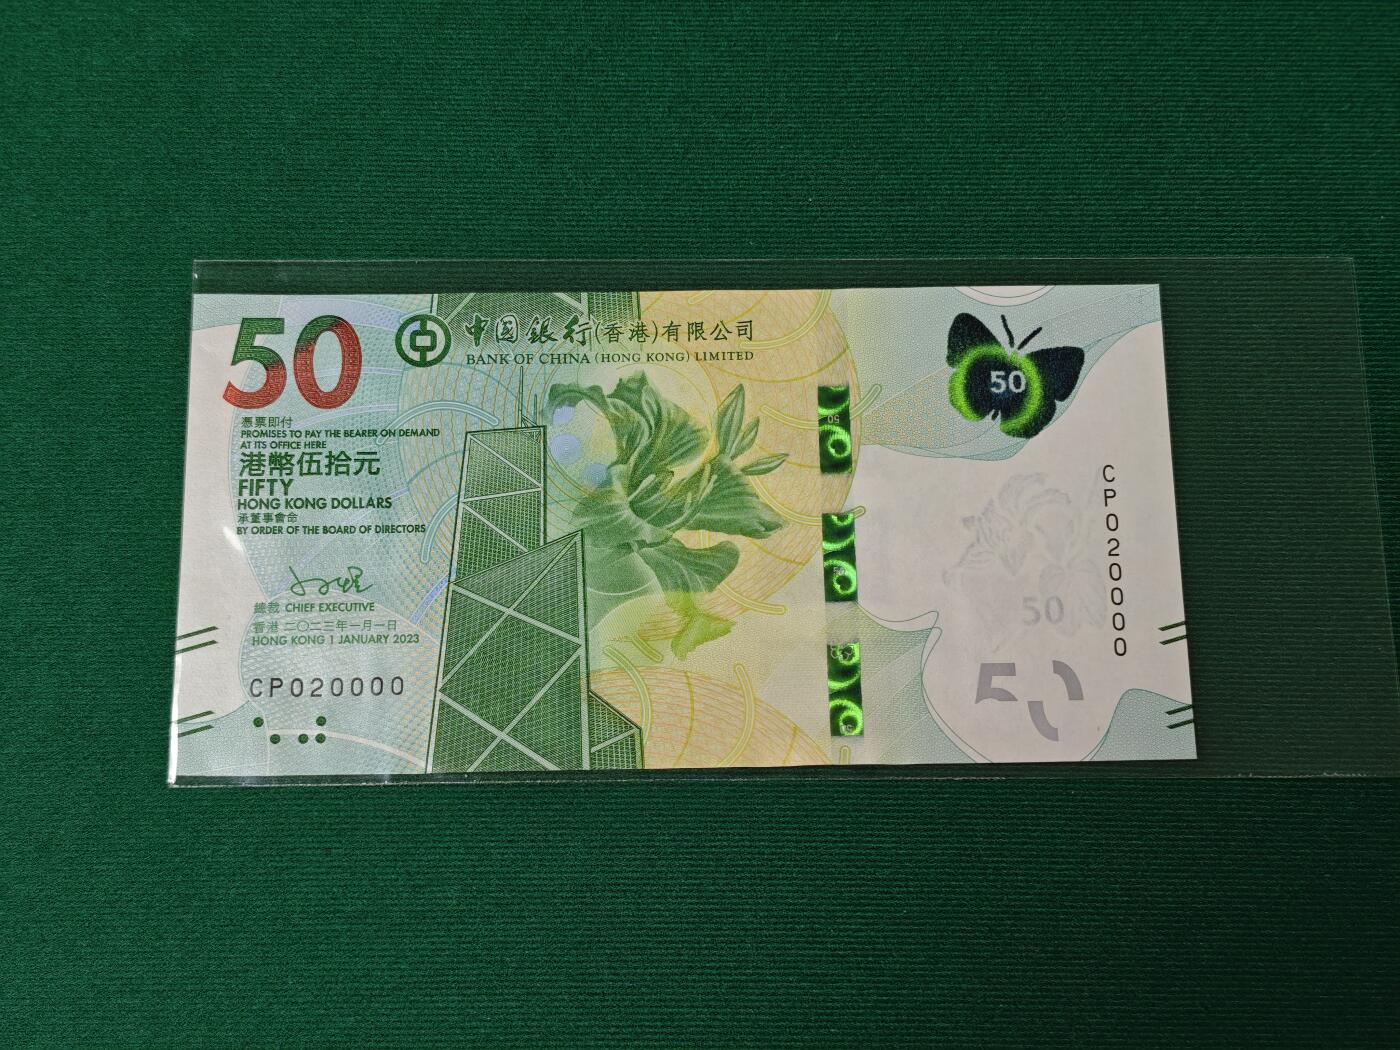 50
中国銀行(香港)有限公司
BANK OF CHINA (HONG KONG) LIMITED
憑票即付
PROMISES TO PAY THE BEARER ON DEMAND
AT ITS OFFICE HERE
港幣伍拾元
FIFTY
HONG KONG DOLLARS
承董事會命
BY ORDER OF THE BOARD OF DIRECTORS
總裁 CHIEF EXECUTIVE
香港 二〇二三年一月一日
HONG KONG 1 JANUARY 2023
CP020000
50
50
50
CP020000
50
50